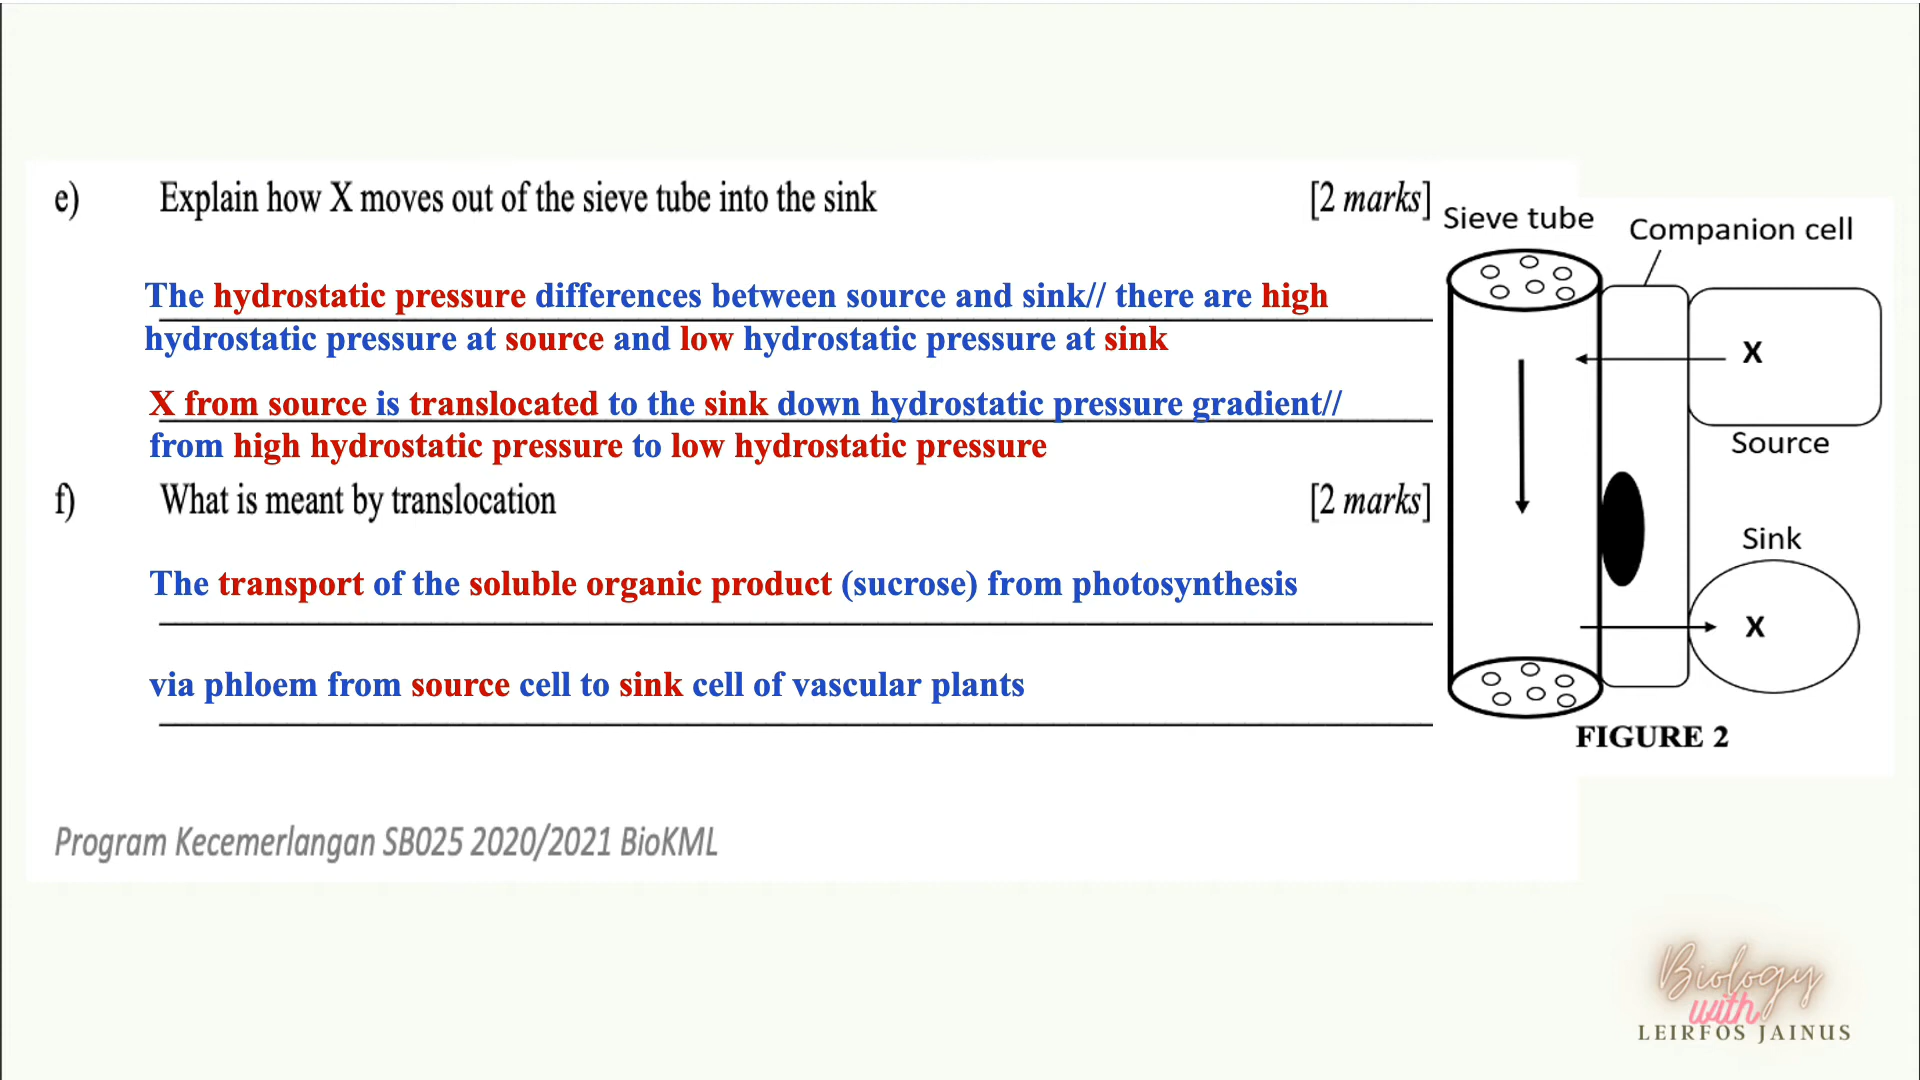 e) Explain how X moves out of the sieve tube into the sink [2 marks]
The hydrostatic pressure differences between source and sink// there are high
hydrostatic pressure at source and low hydrostatic pressure at sink
X from source is translocated to the sink down hydrostatic pressure gradient//
from high hydrostatic pressure to low hydrostatic pressure
f) What is meant by translocation [2 marks]
The transport of the soluble organic product (sucrose) from photosynthesis
via phloem from source cell to sink cell of vascular plants
Program Kecemerlangan SB025 2020/2021 BioKML
Sieve tube
Companion cell
X
Source
Sink
X
FIGURE 2
Biology
with
LEIRFOS JAINUS